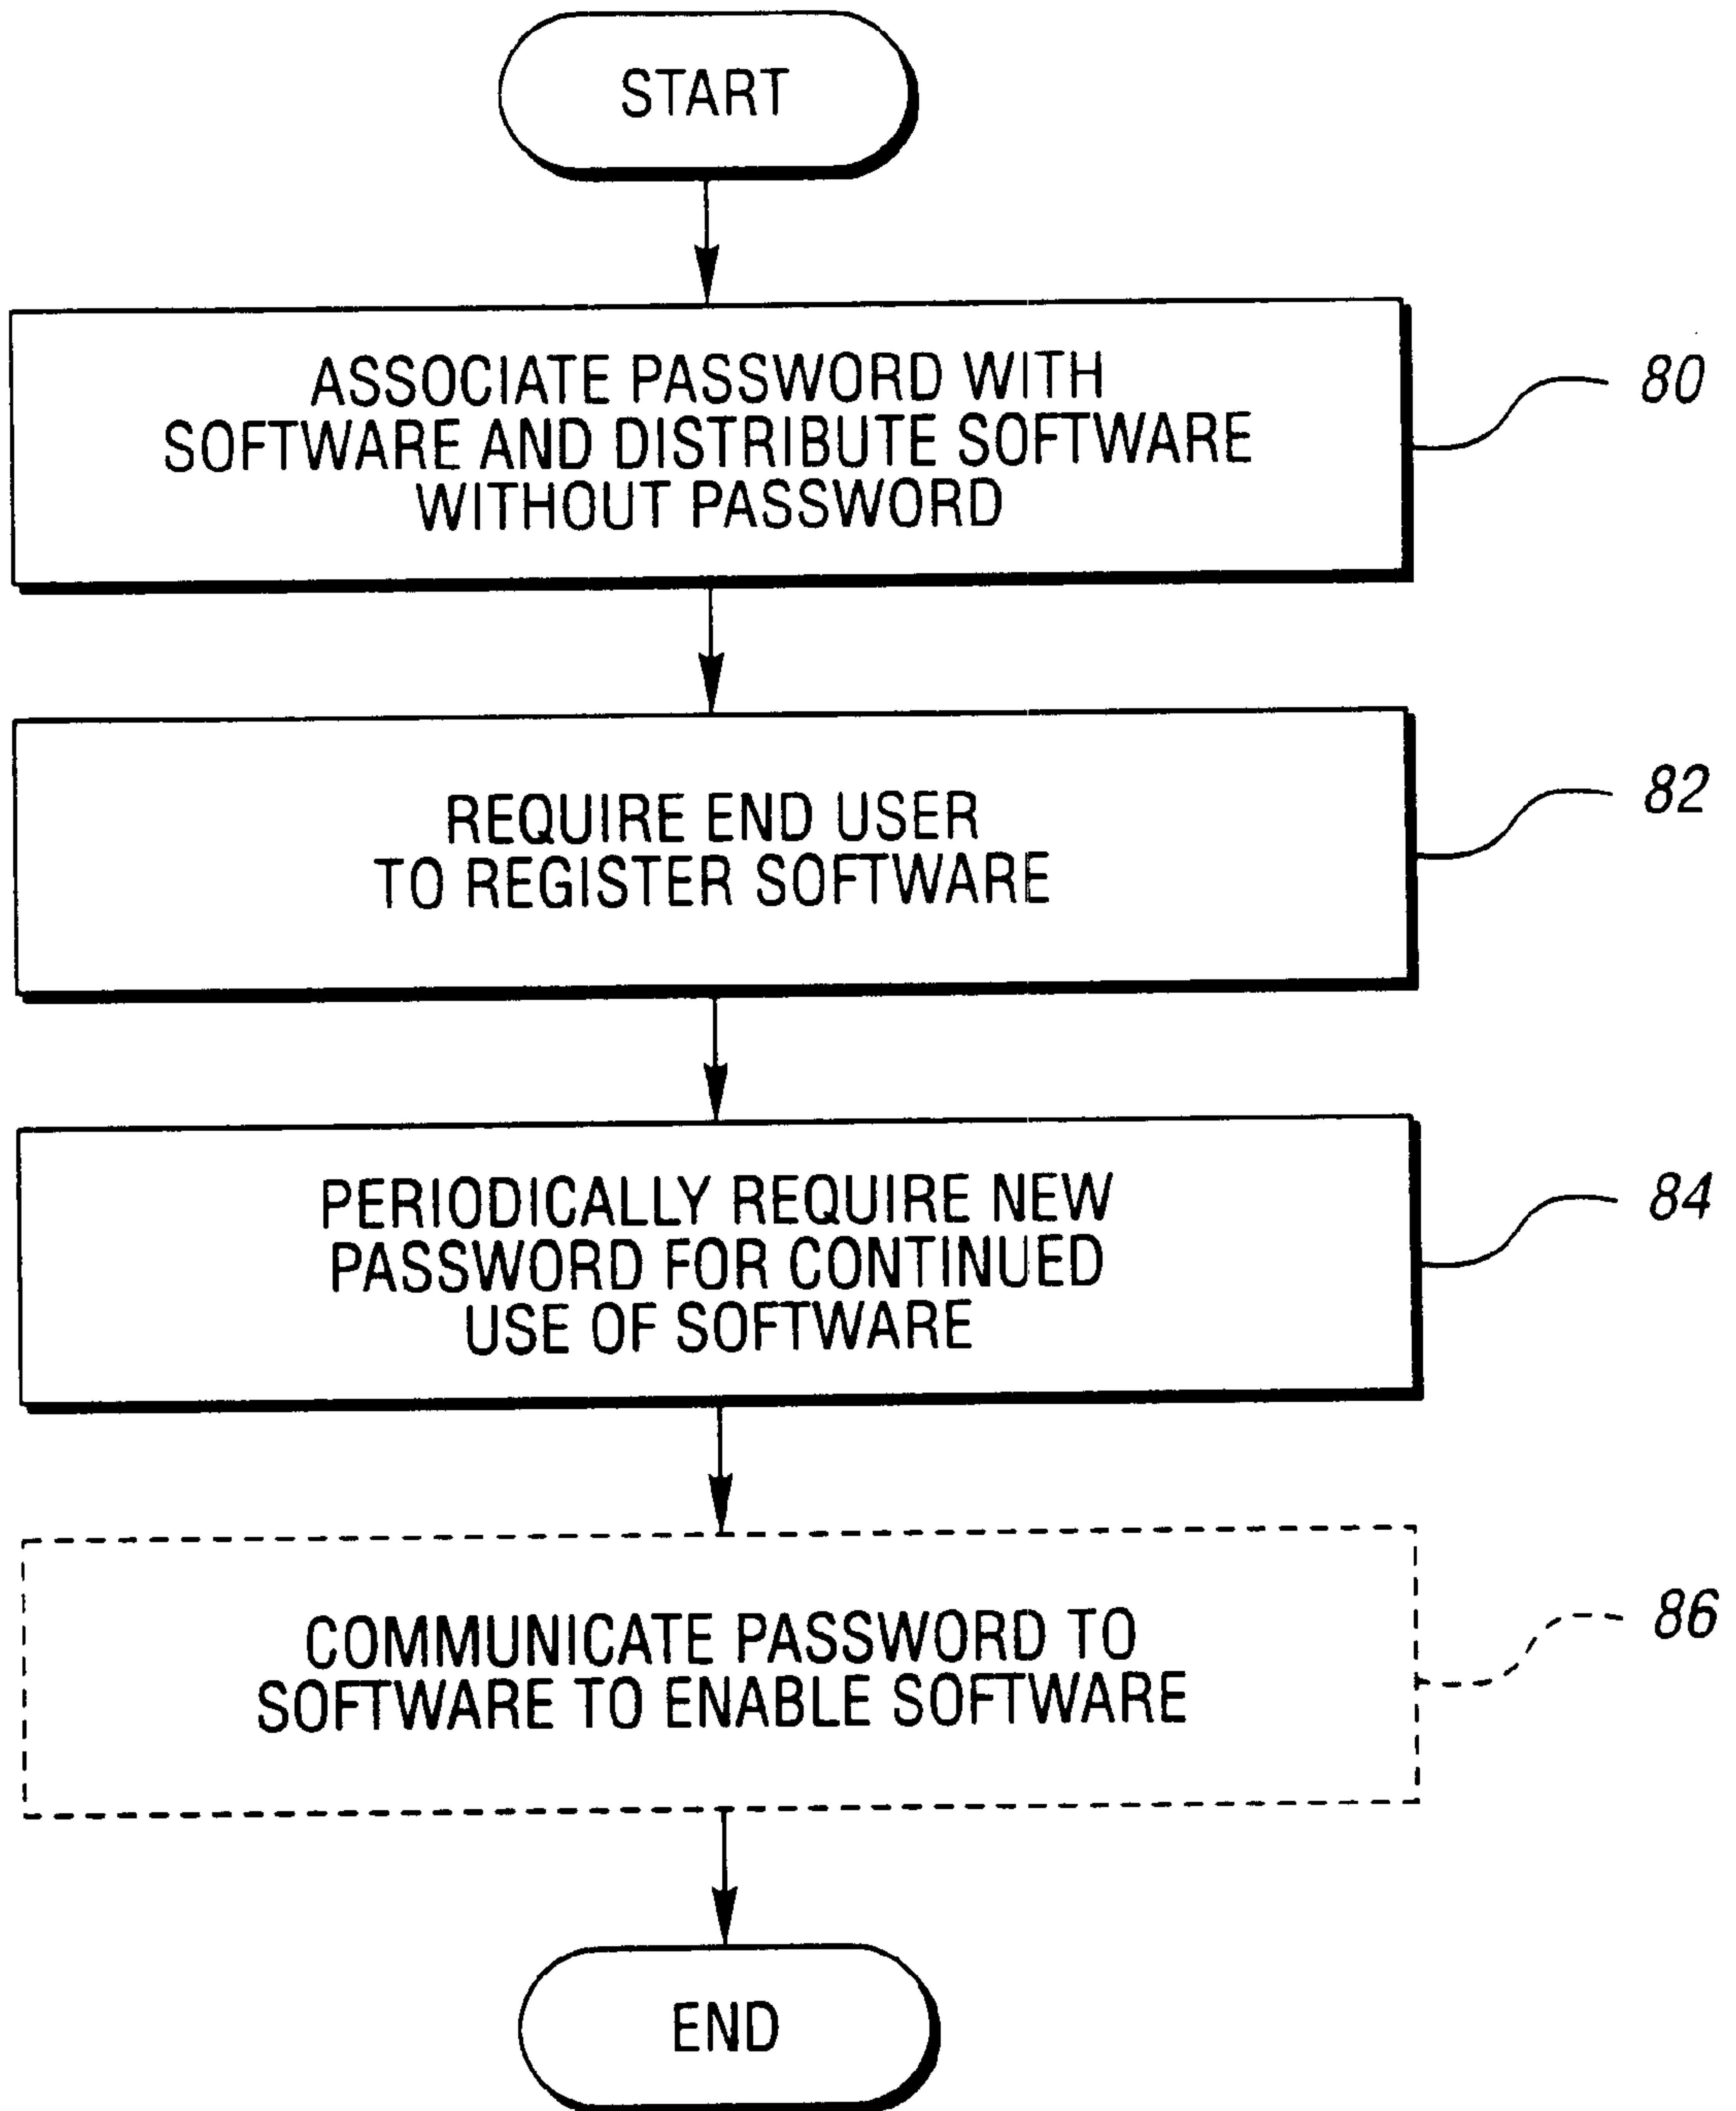 START
ASSOCIATE PASSWORD WITH
SOFTWARE AND DISTRIBUTE SOFTWARE
WITHOUT PASSWORD
80
REQUIRE END USER
TO REGISTER SOFTWARE
82
PERIODICALLY REQUIRE NEW
PASSWORD FOR CONTINUED
USE OF SOFTWARE
84
COMMUNICATE PASSWORD TO
SOFTWARE TO ENABLE SOFTWARE
86
END